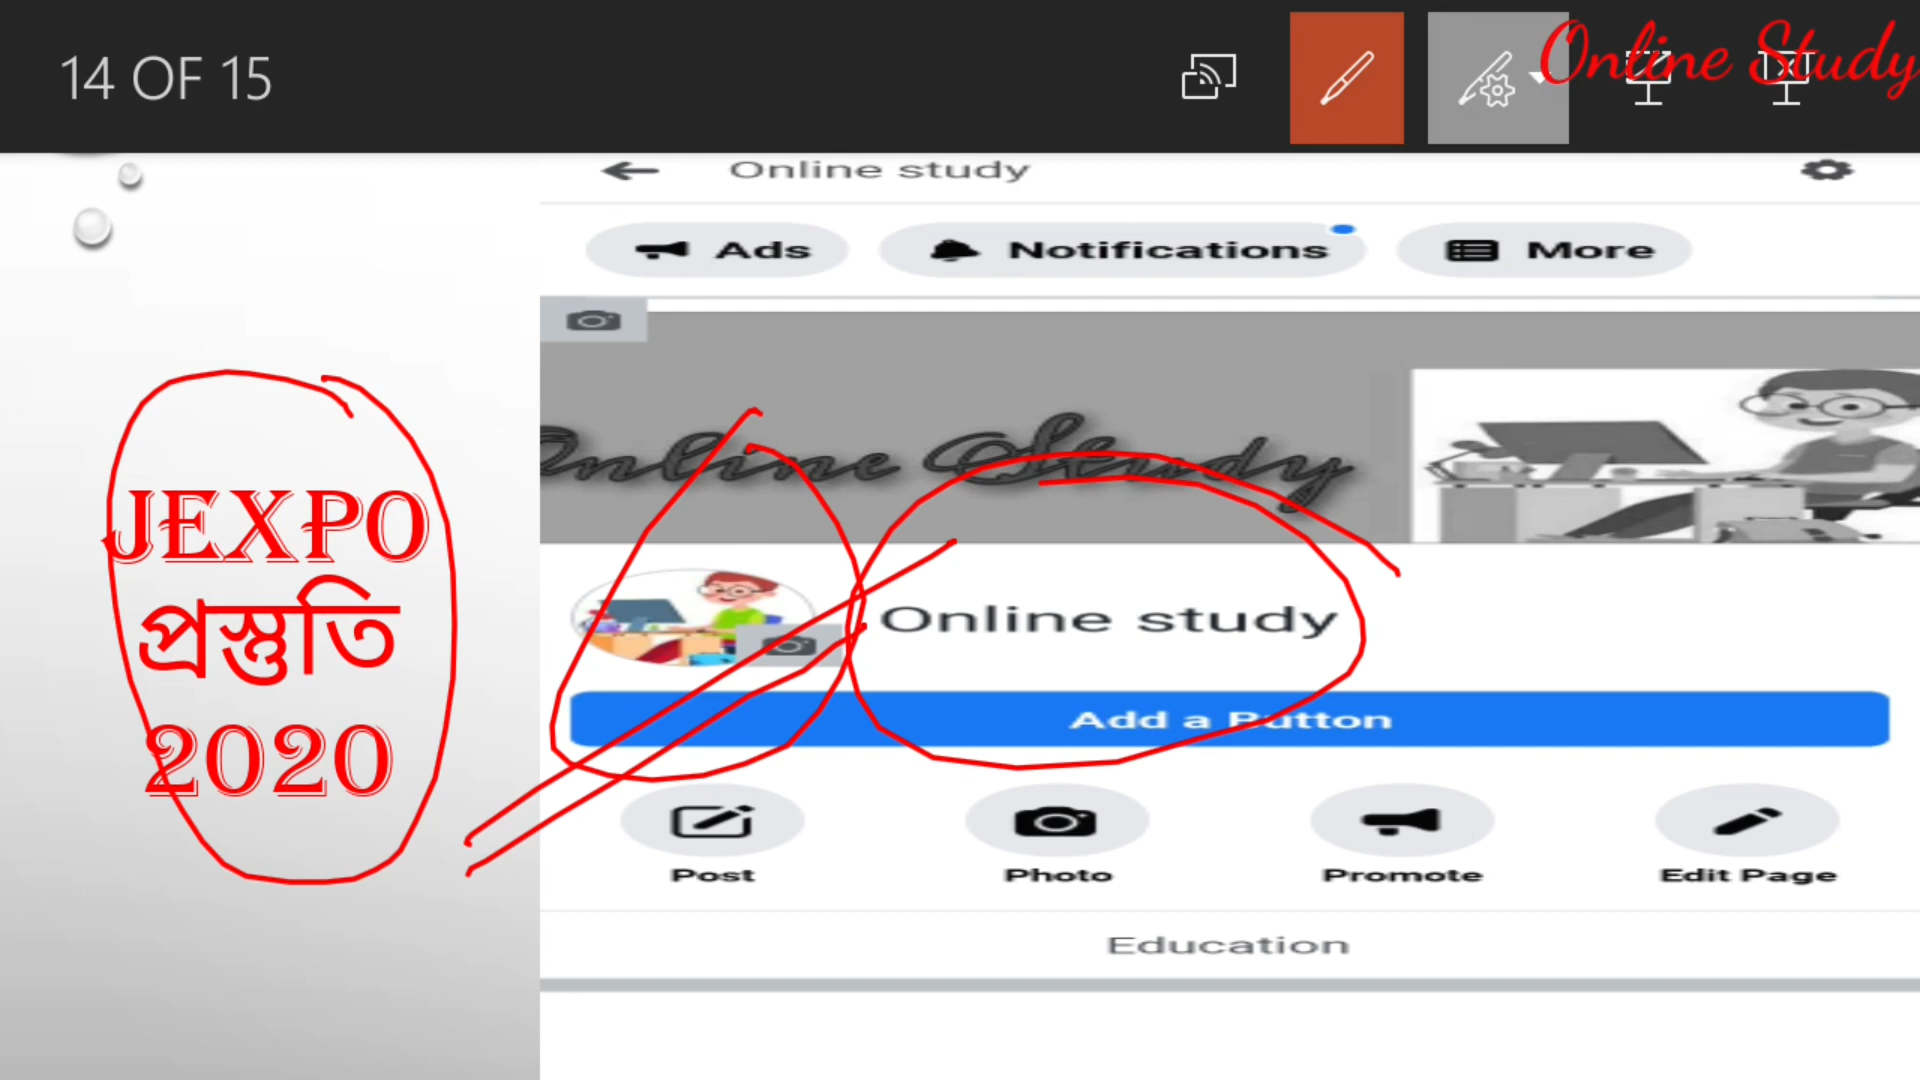 14 OF 15
Online Study
Online study
Ads
Notifications
More
Online Study
JEXPO
প্রস্তুতি
2020
Online study
Add a Button
Post
Photo
Promote
Edit Page
Education